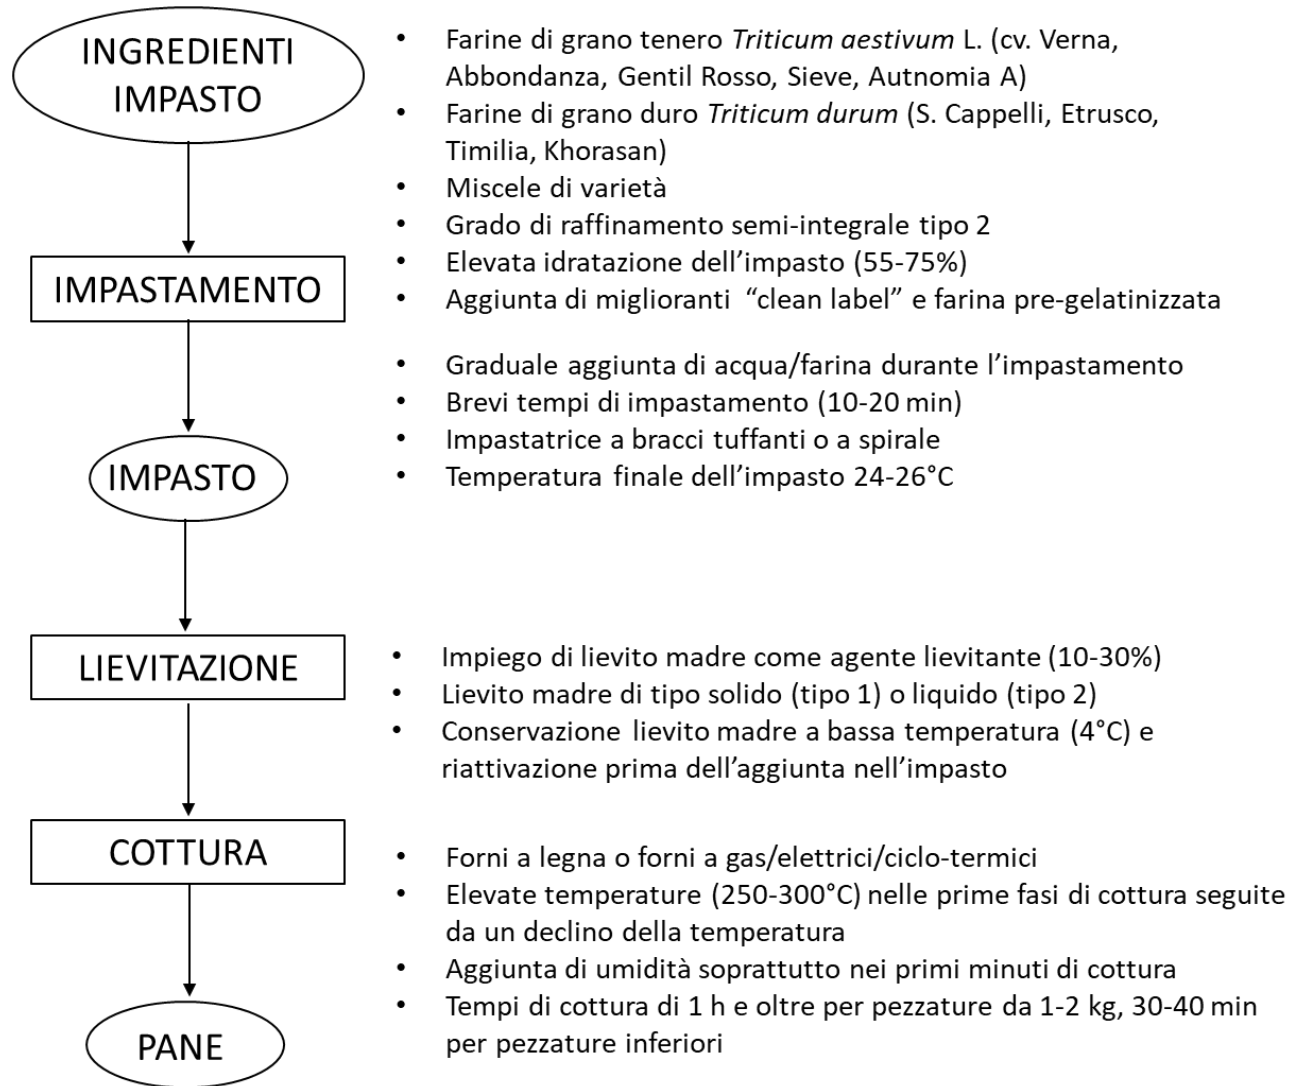 INGREDIENTI
IMPASTO
• Farine di grano tenero Triticum aestivum L. (cv. Verna,
Abbondanza, Gentil Rosso, Sieve, Autnomia A)
• Farine di grano duro Triticum durum (S. Cappelli, Etrusco,
Timilia, Khorasan)
• Miscele di varietà
• Grado di raffinamento semi-integrale tipo 2
• Elevata idratazione dell’impasto (55-75%)
• Aggiunta di miglioranti “clean label” e farina pre-gelatinizzata
IMPASTAMENTO
• Graduale aggiunta di acqua/farina durante l’impastamento
• Brevi tempi di impastamento (10-20 min)
• Impastatrice a bracci tuffanti o a spirale
• Temperatura finale dell’impasto 24-26°C
IMPASTO
LIEVITAZIONE
• Impiego di lievito madre come agente lievitante (10-30%)
• Lievito madre di tipo solido (tipo 1) o liquido (tipo 2)
• Conservazione lievito madre a bassa temperatura (4°C) e
riattivazione prima dell’aggiunta nell’impasto
COTTURA
• Forni a legna o forni a gas/elettrici/ciclo-termici
• Elevate temperature (250-300°C) nelle prime fasi di cottura seguite
da un declino della temperatura
• Aggiunta di umidità soprattutto nei primi minuti di cottura
• Tempi di cottura di 1 h e oltre per pezzature da 1-2 kg, 30-40 min
per pezzature inferiori
PANE